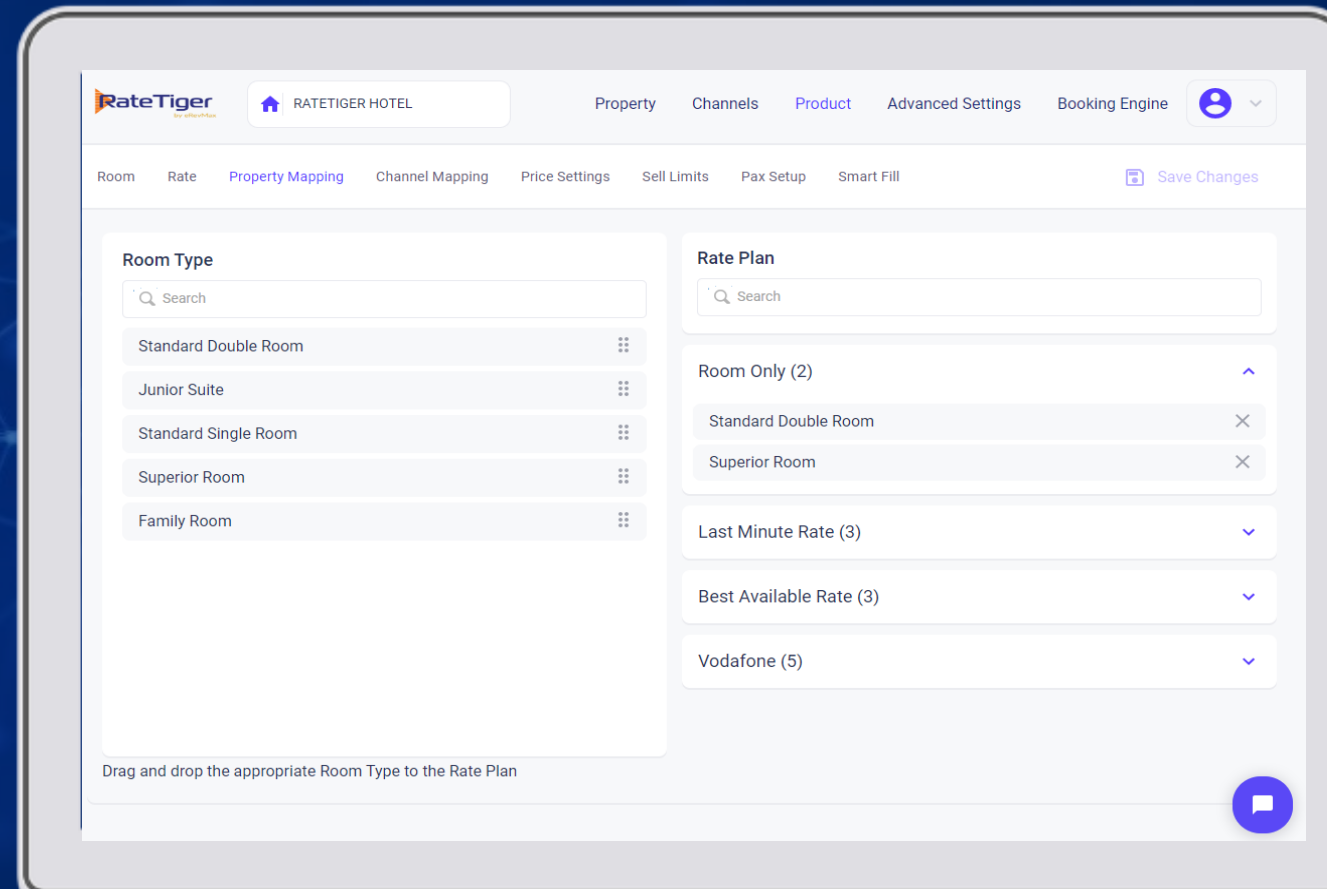 RateTiger
by eRevMax
RATETIGER HOTEL
Property Channels Product Advanced Settings Booking Engine
Room Rate Property Mapping Channel Mapping Price Settings Sell Limits Pax Setup Smart Fill Save Changes
Room Type
Search
Standard Double Room
Junior Suite
Standard Single Room
Superior Room
Family Room
Drag and drop the appropriate Room Type to the Rate Plan
Rate Plan
Search
Room Only (2)
Standard Double Room
Superior Room
Last Minute Rate (3)
Best Available Rate (3)
Vodafone (5)